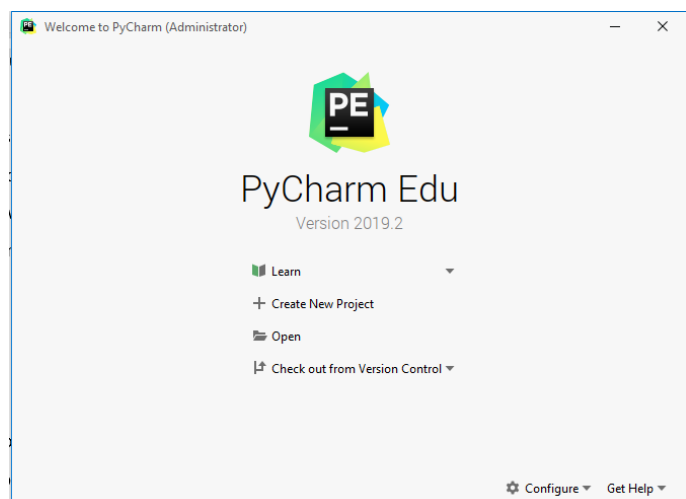 Welcome to PyCharm (Administrator)
PE
PyCharm Edu
Version 2019.2
Learn
Create New Project
Open
Check out from Version Control
Configure Get Help